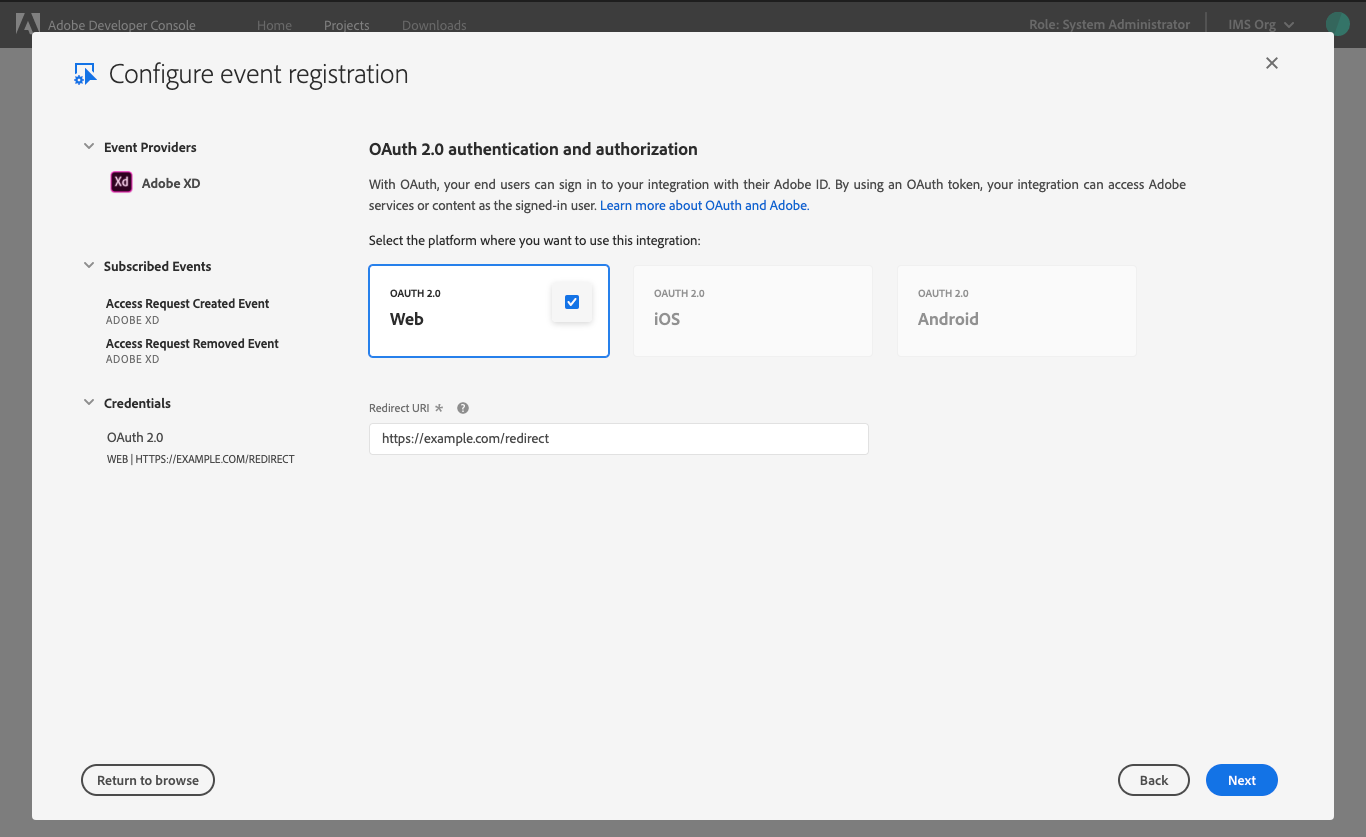 Adobe Developer Console
Home
Projects
Downloads
Role: System Administrator
IMS Org
Configure event registration
Event Providers
Xd
Adobe XD
Subscribed Events
Access Request Created Event
ADOBE XD
Access Request Removed Event
ADOBE XD
Credentials
OAuth 2.0
WEB | HTTPS://EXAMPLE.COM/REDIRECT
OAuth 2.0 authentication and authorization
With OAuth, your end users can sign in to your integration with their Adobe ID. By using an OAuth token, your integration can access Adobe
services or content as the signed-in user. Learn more about OAuth and Adobe.
Select the platform where you want to use this integration:
OAUTH 2.0
Web
OAUTH 2.0
iOS
OAUTH 2.0
Android
Redirect URI *
?
https://example.com/redirect
Return to browse
Back
Next